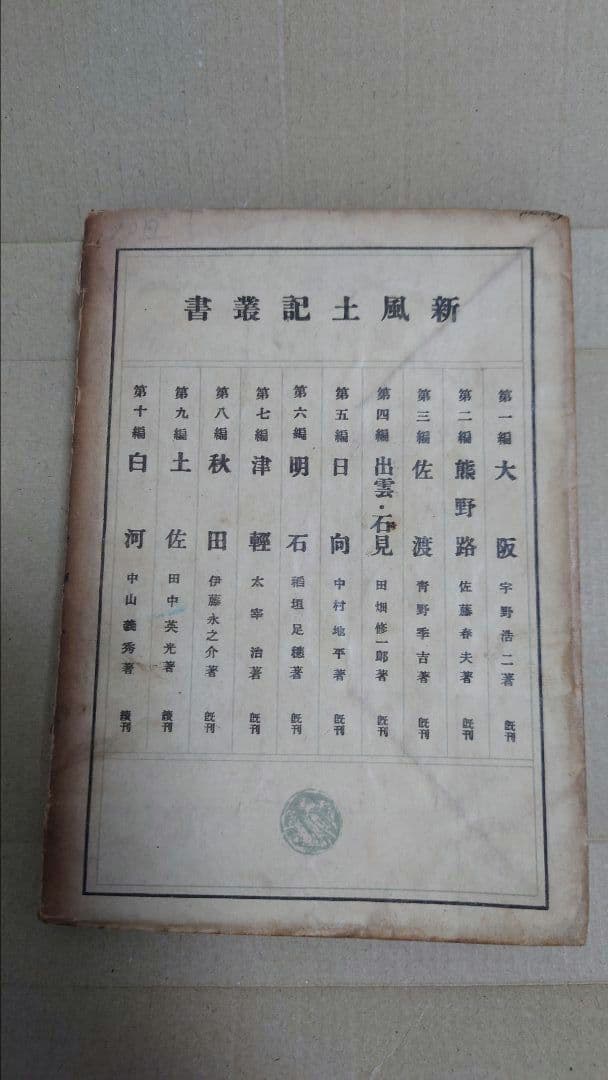 新風土記叢書
第一編 大阪 宇野浩二著 既刊
第二編 熊野路 佐藤春夫著 既刊
第三編 佐渡 青野季吉著 既刊
第四編 出雲・石見 田畑修一郎著 既刊
第五編 日向 中村地平著 既刊
第六編 明石 稲垣足穗著 既刊
第七編 津輕 太宰治著 既刊
第八編 秋田 伊藤永之介著 既刊
第九編 土佐 田中英光著 續刊
第十編 白河 中山義秀著 續刊